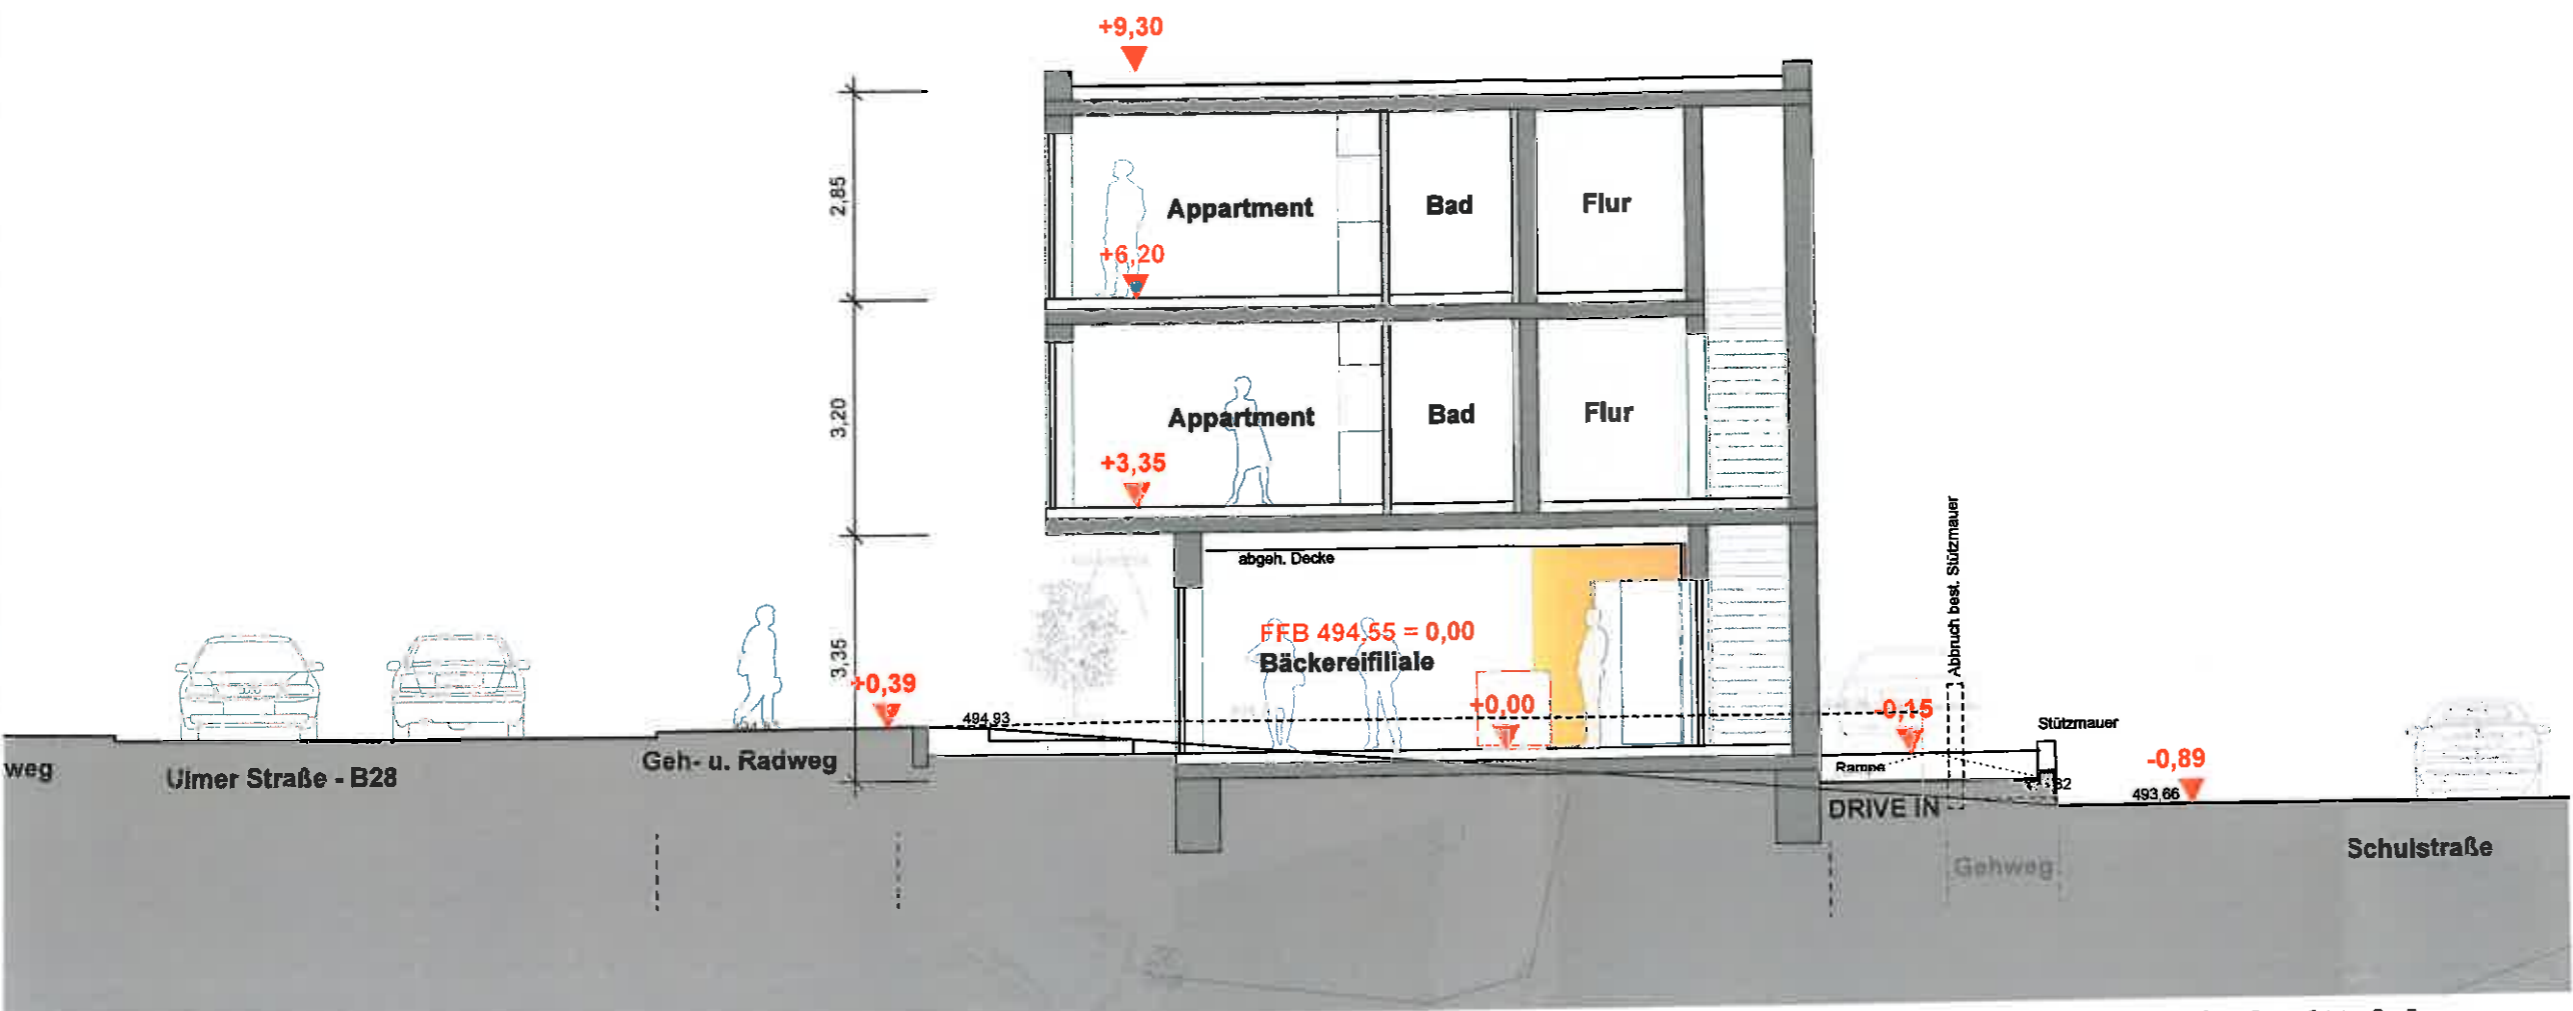 +9,30
2,85
Appartment
Bad
Flur
+6,20
3,20
Appartment
Bad
Flur
+3,35
Abbruch best. Stützmauer
abgeh. Decke
3,35
FFB 494.55 = 0,00
Bäckereifiliale
+0,39
+0,00
-0,15
494,93
Stützmauer
-0,89
weg
Ulmer Straße - B28
Geh- u. Radweg
Rampe
493,66
DRIVE IN
Schulstraße
Gehweg